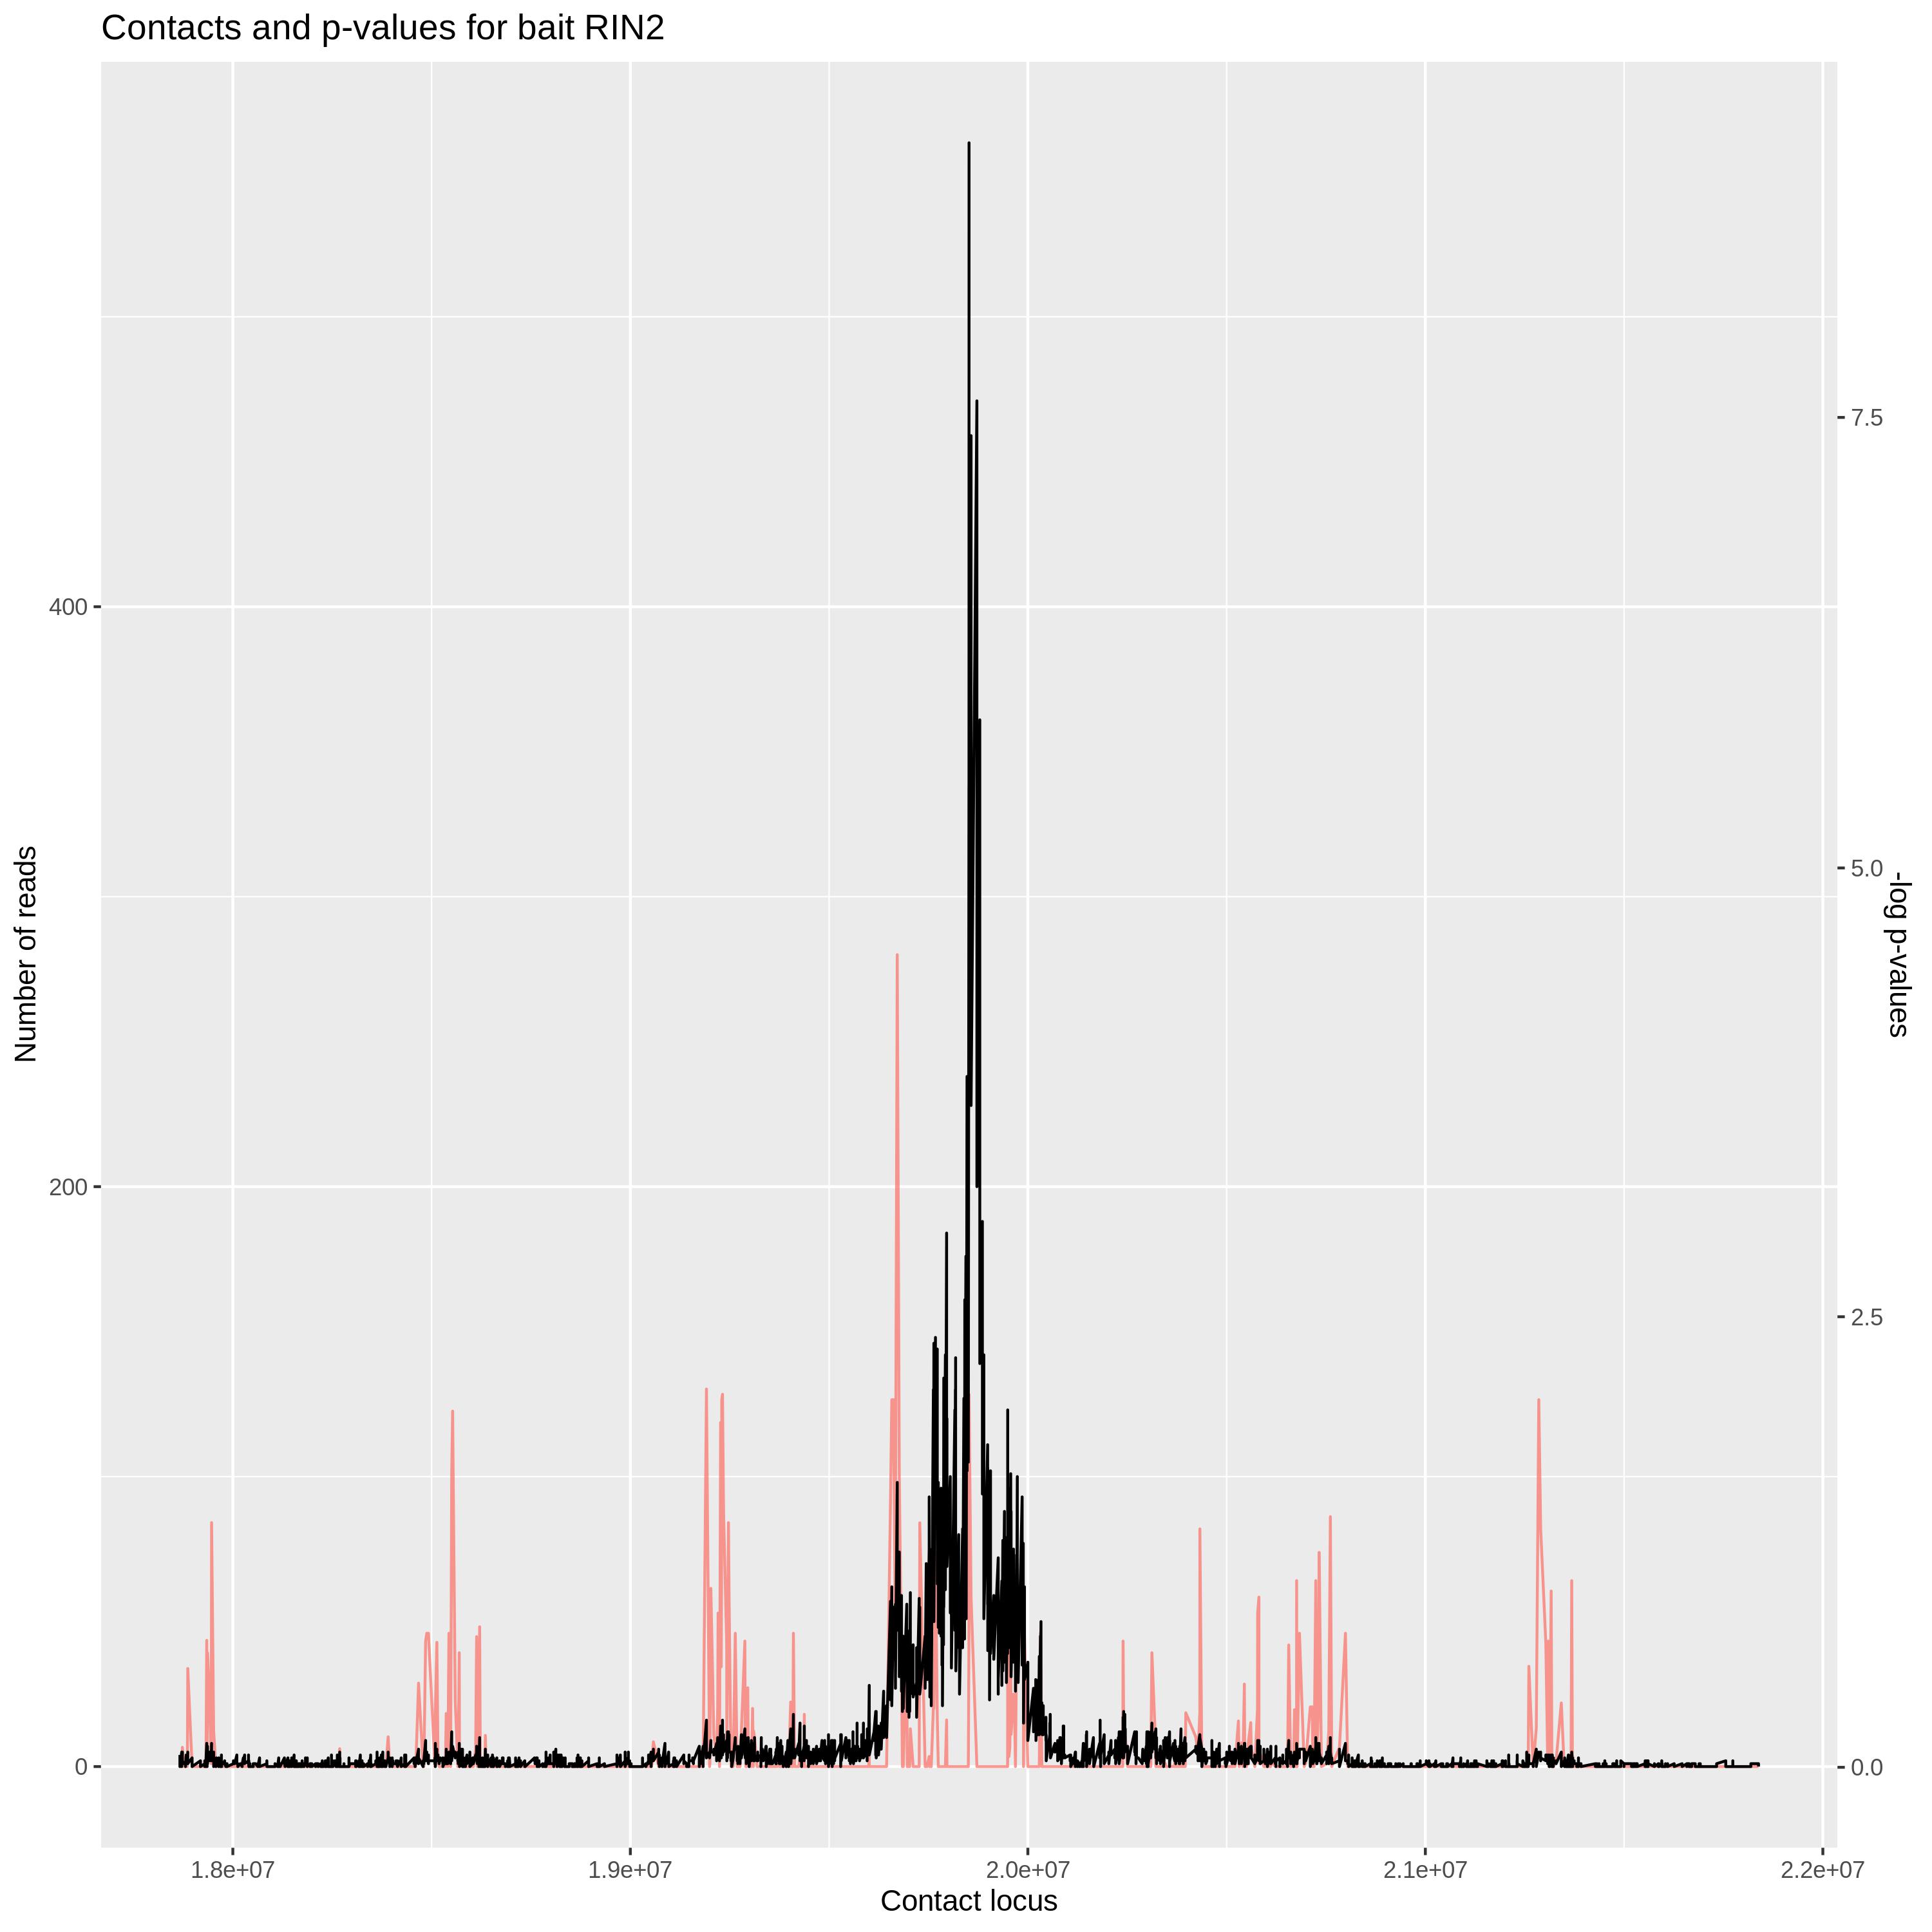 Contacts and p-values for bait RIN2
Number of reads
400
200
0
7.5
5.0
2.5
0.0
-log p-values
1.8e+07
1.9e+07
2.0e+07
2.1e+07
2.2e+07
Contact locus